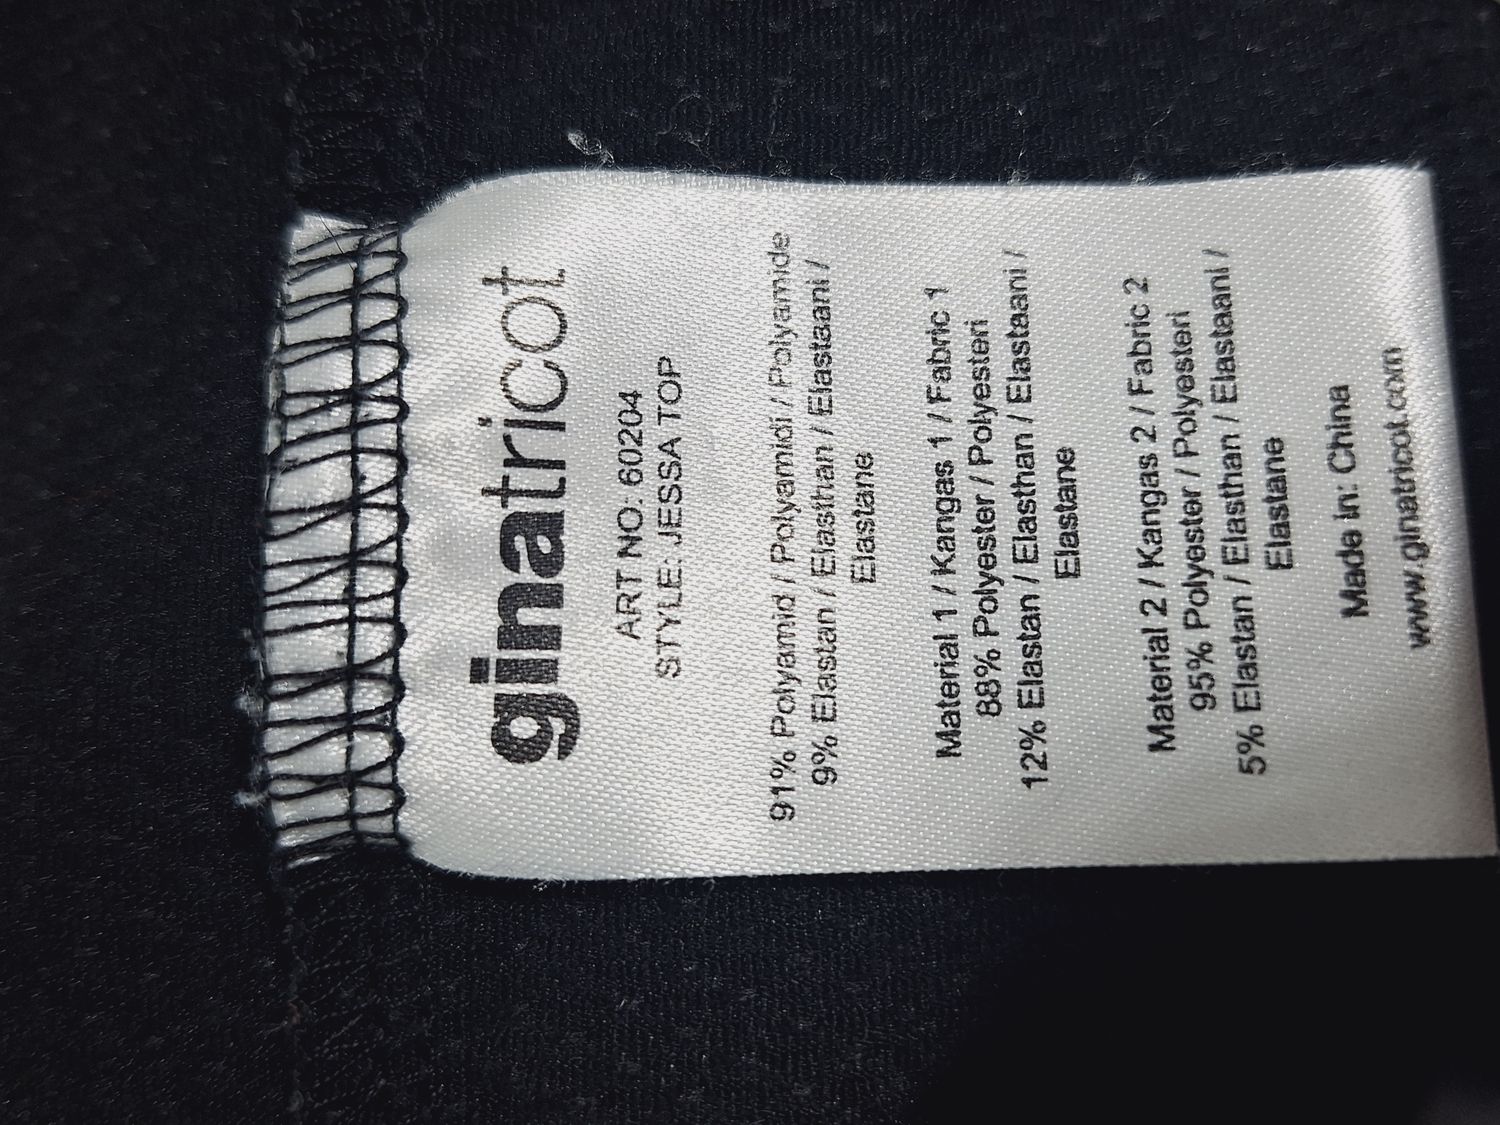 ginatricot
ART NO: 60204
STYLE: JESSA TOP
91% Polyamid / Polyamidi / Polyamide
9% Elastan / Elasthan / Elastaani /
Elastane
Material 1 / Kangas 1 / Fabric 1
88% Polyester / Polyesteri
12% Elastan / Elasthan / Elastaani /
Elastane
Material 2 / Kangas 2 / Fabric 2
95% Polyester / Polyesteri
5% Elastan / Elasthan / Elastaani /
Elastane
Made in: China
www.ginatricot.com